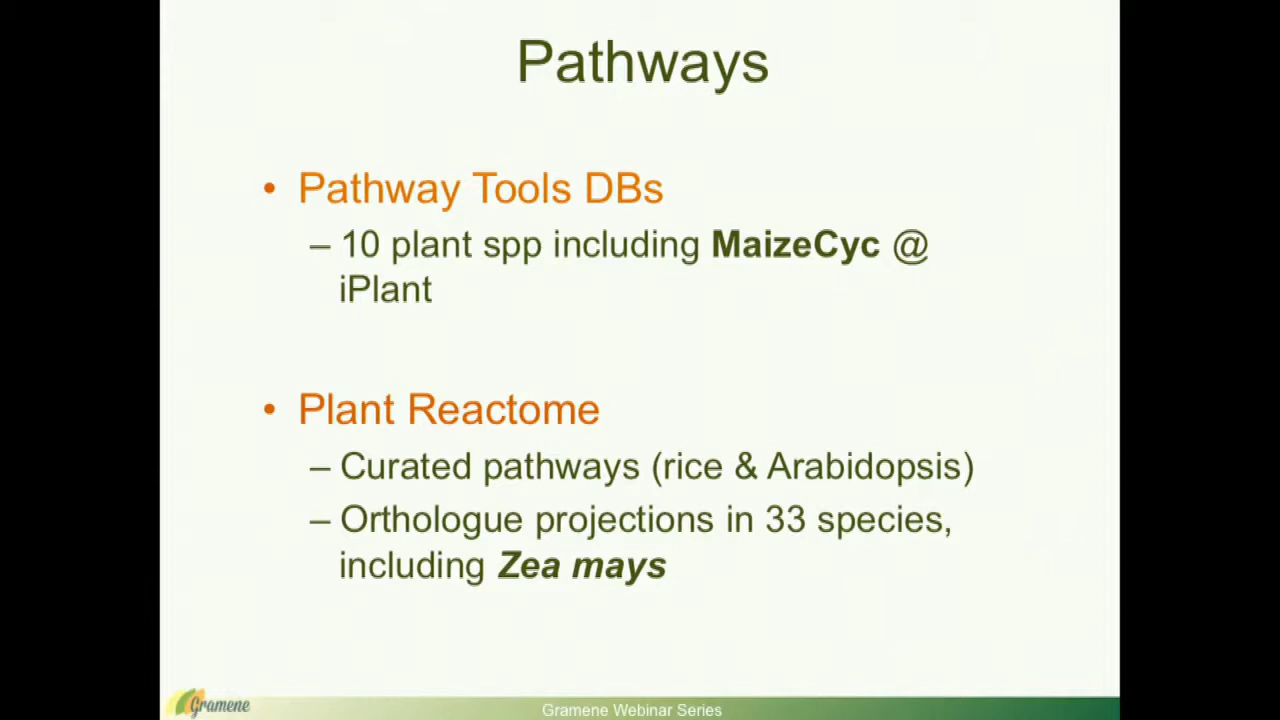 Pathways
• Pathway Tools DBs
– 10 plant spp including MaizeCyc @
iPlant
• Plant Reactome
– Curated pathways (rice & Arabidopsis)
– Orthologue projections in 33 species,
including Zea mays
Gramene
Gramene Webinar Series